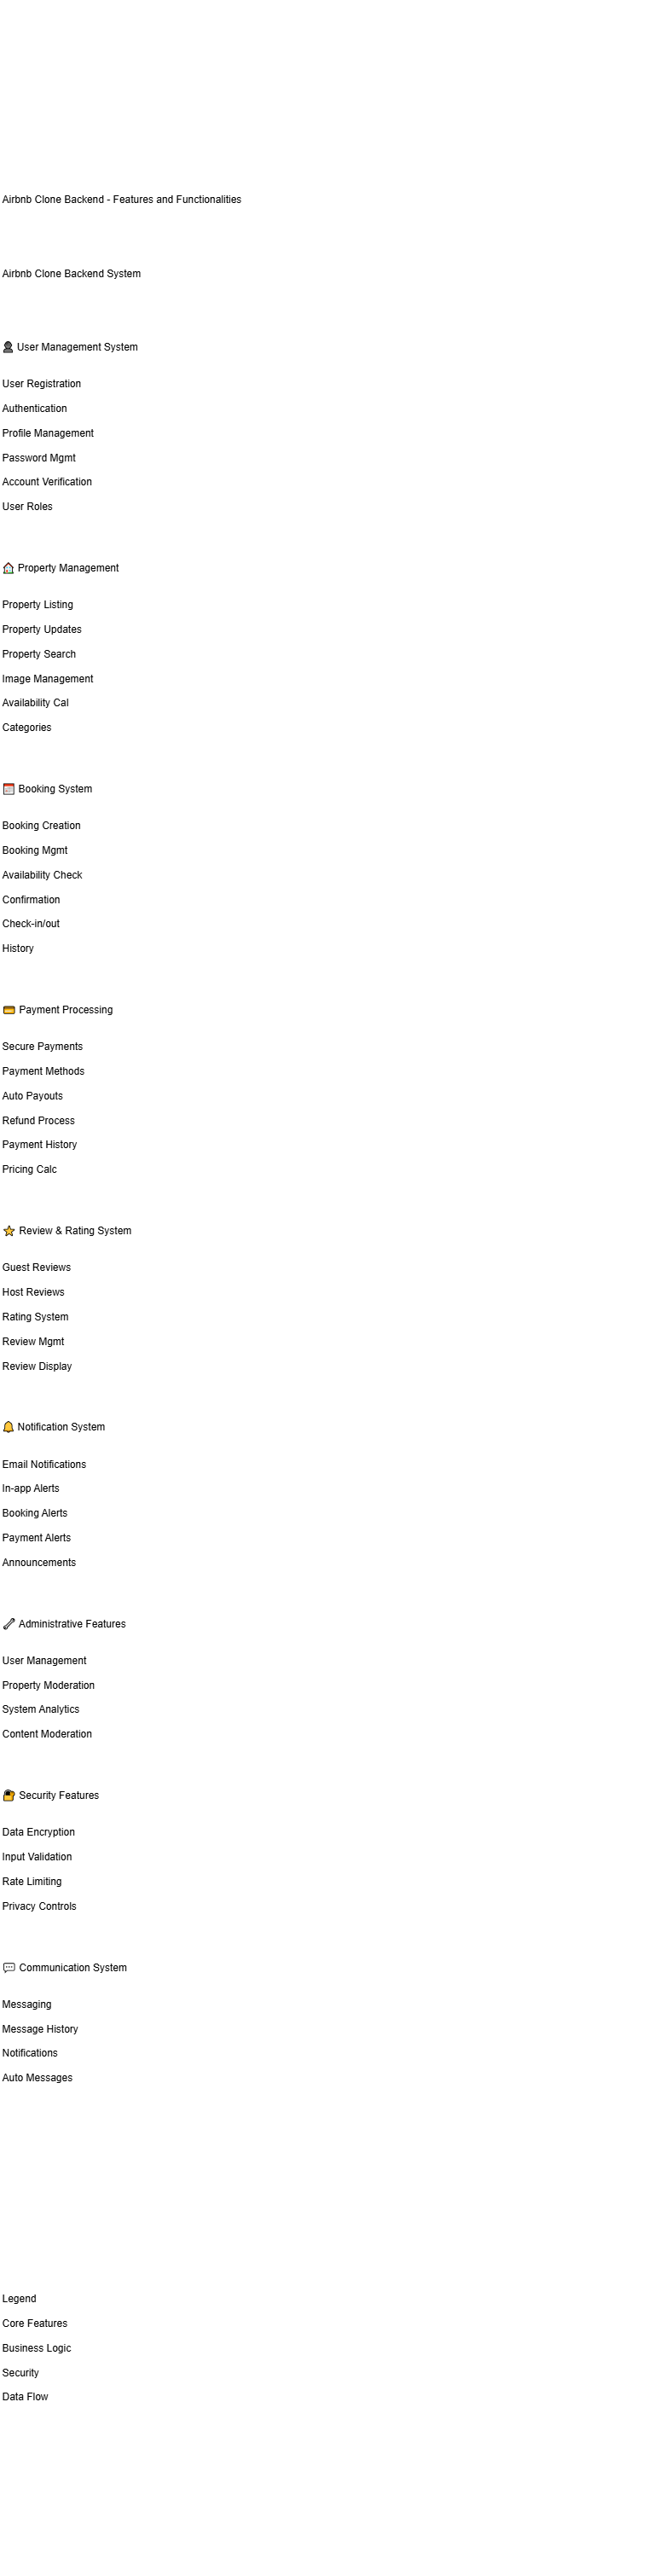 Airbnb Clone Backend - Features and Functionalities
Airbnb Clone Backend System
User Management System
User Registration
Authentication
Profile Management
Password Mgmt
Account Verification
User Roles
Property Management
Property Listing
Property Updates
Property Search
Image Management
Availability Cal
Categories
Booking System
Booking Creation
Booking Mgmt
Availability Check
Confirmation
Check-in/out
History
Payment Processing
Secure Payments
Payment Methods
Auto Payouts
Refund Process
Payment History
Pricing Calc
Review & Rating System
Guest Reviews
Host Reviews
Rating System
Review Mgmt
Review Display
Notification System
Email Notifications
In-app Alerts
Booking Alerts
Payment Alerts
Announcements
Administrative Features
User Management
Property Moderation
System Analytics
Content Moderation
Security Features
Data Encryption
Input Validation
Rate Limiting
Privacy Controls
Communication System
Messaging
Message History
Notifications
Auto Messages
Legend
Core Features
Business Logic
Security
Data Flow